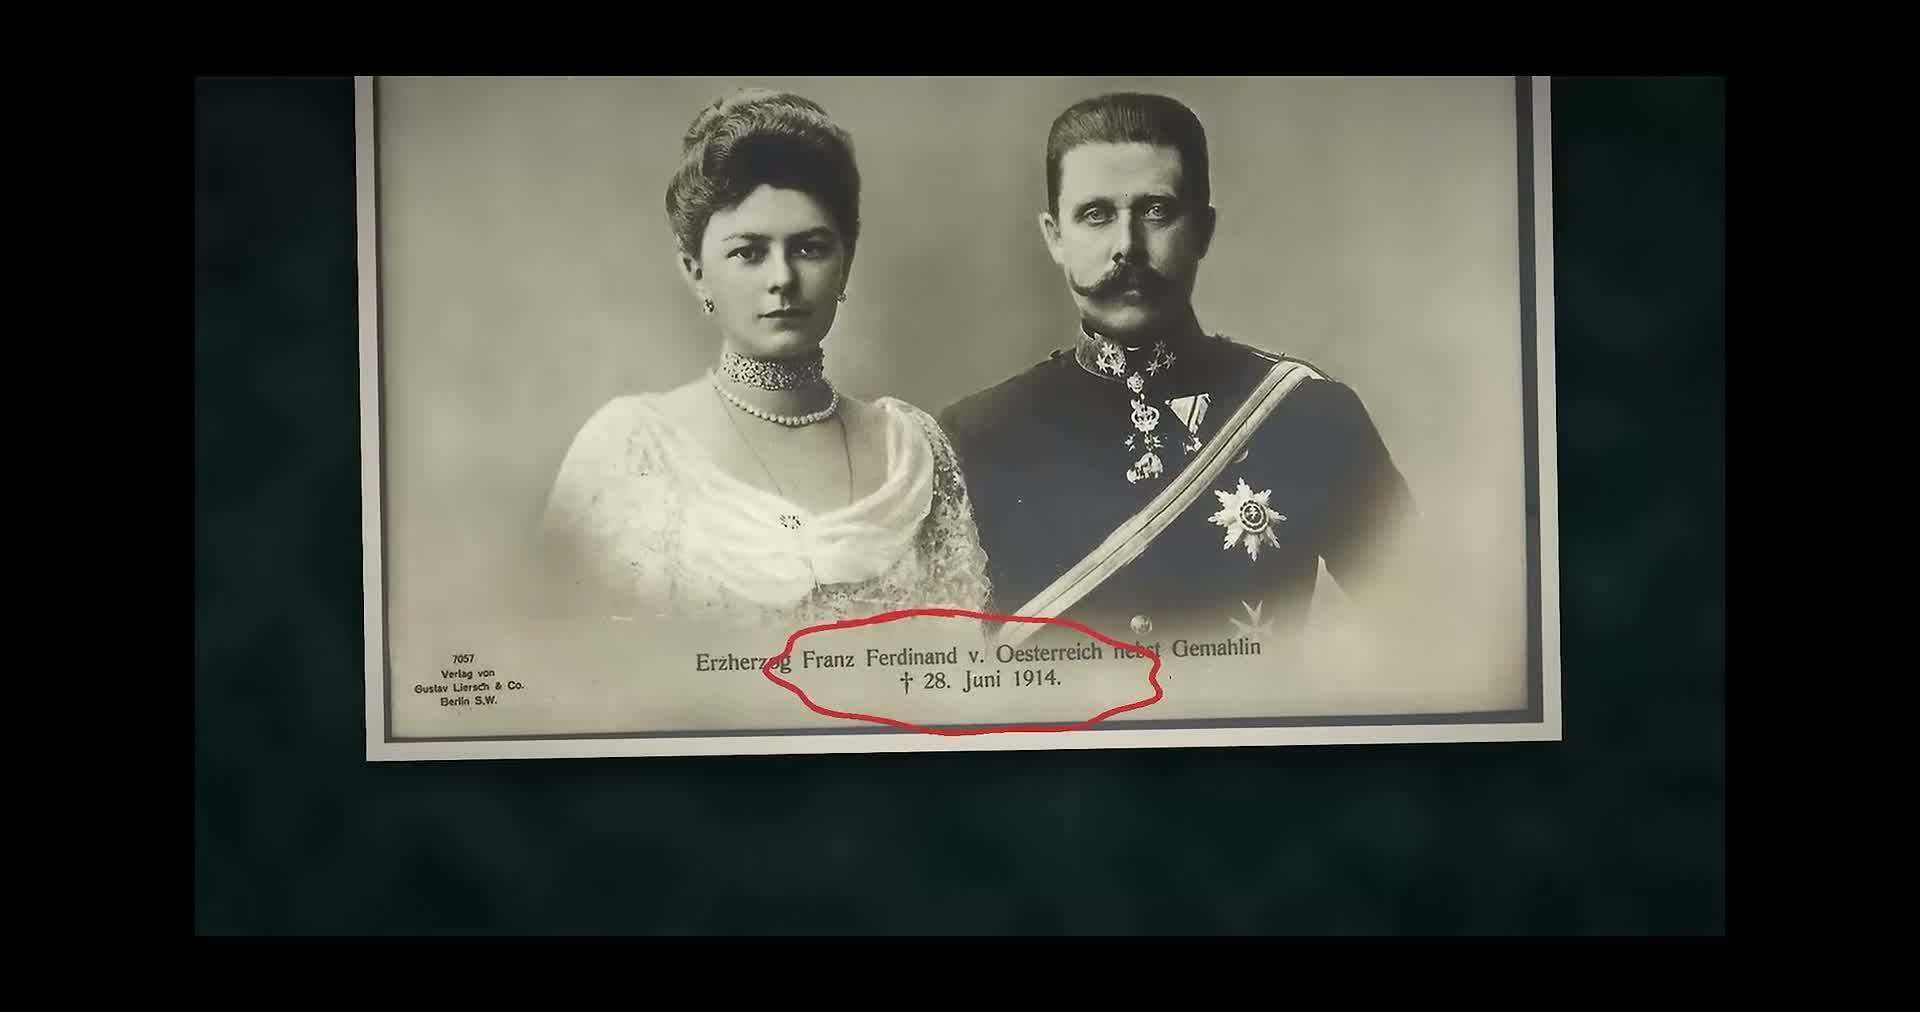 Erzherzog Franz Ferdinand v. Oesterreich nebst Gemahlin
† 28. Juni 1914.
7057
Verlag von
Gustav Liersch & Co.
Berlin S.W.